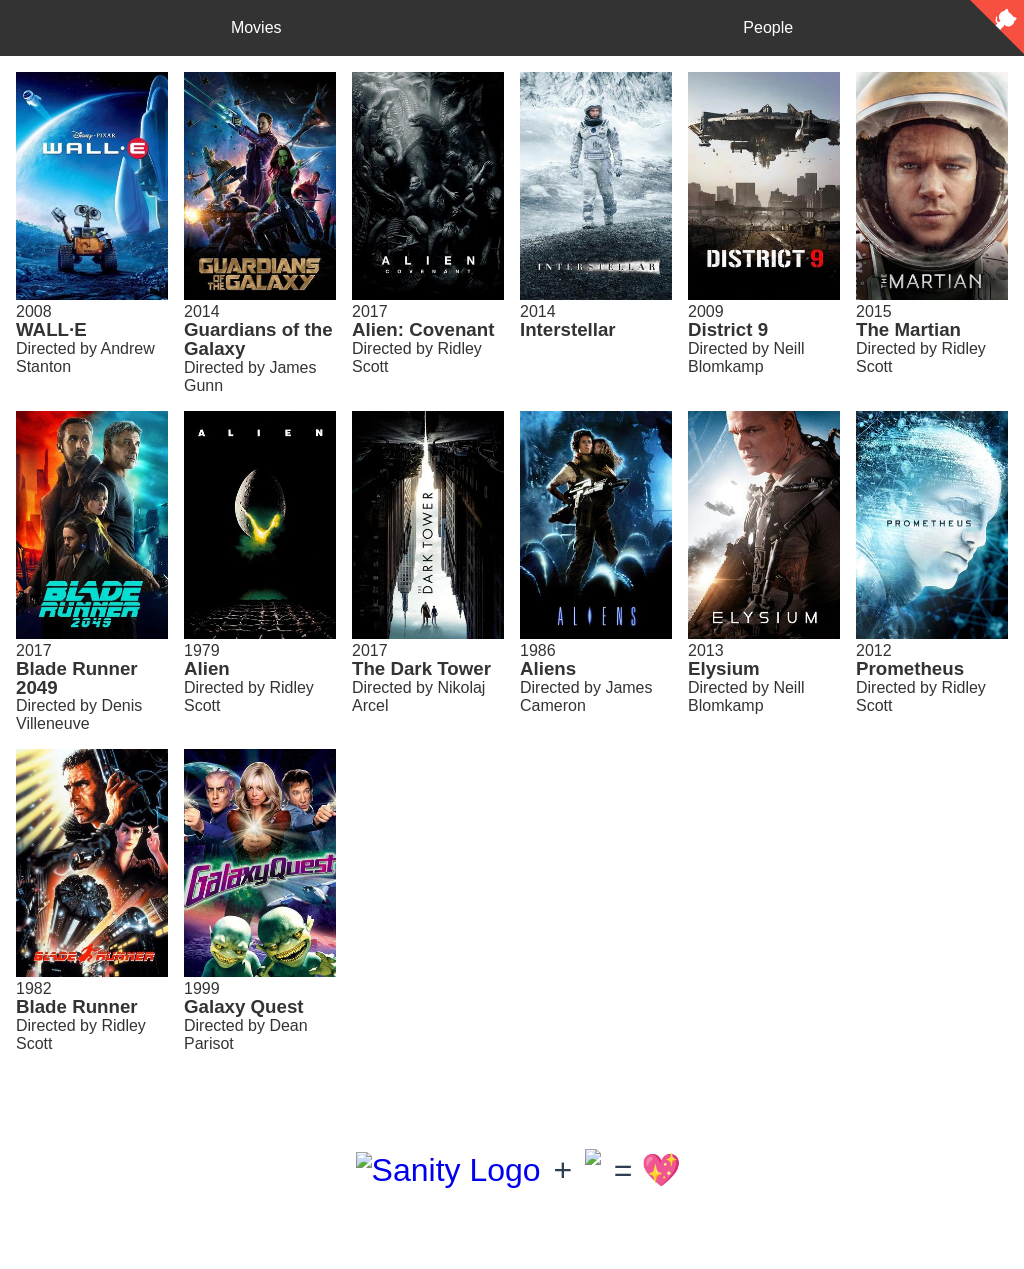 Movies
People
Disney·PIXAR
WALL·E
GUARDIANS
OF THE
GALAXY
ALIEN
COVENANT
INTERSTELLAR
DISTRICT 9
THE MARTIAN
2008
WALL·E
Directed by Andrew
Stanton
2014
Guardians of the
Galaxy
Directed by James
Gunn
2017
Alien: Covenant
Directed by Ridley
Scott
2014
Interstellar
2009
District 9
Directed by Neill
Blomkamp
2015
The Martian
Directed by Ridley
Scott
BLADE
RUNNER
2049
ALIEN
THE DARK TOWER
ALIENS
ELYSIUM
PROMETHEUS
2017
Blade Runner
2049
Directed by Denis
Villeneuve
1979
Alien
Directed by Ridley
Scott
2017
The Dark Tower
Directed by Nikolaj
Arcel
1986
Aliens
Directed by James
Cameron
2013
Elysium
Directed by Neill
Blomkamp
2012
Prometheus
Directed by Ridley
Scott
BLADE RUNNER
GalaxyQuest
1982
Blade Runner
Directed by Ridley
Scott
1999
Galaxy Quest
Directed by Dean
Parisot
Sanity Logo + = 💖